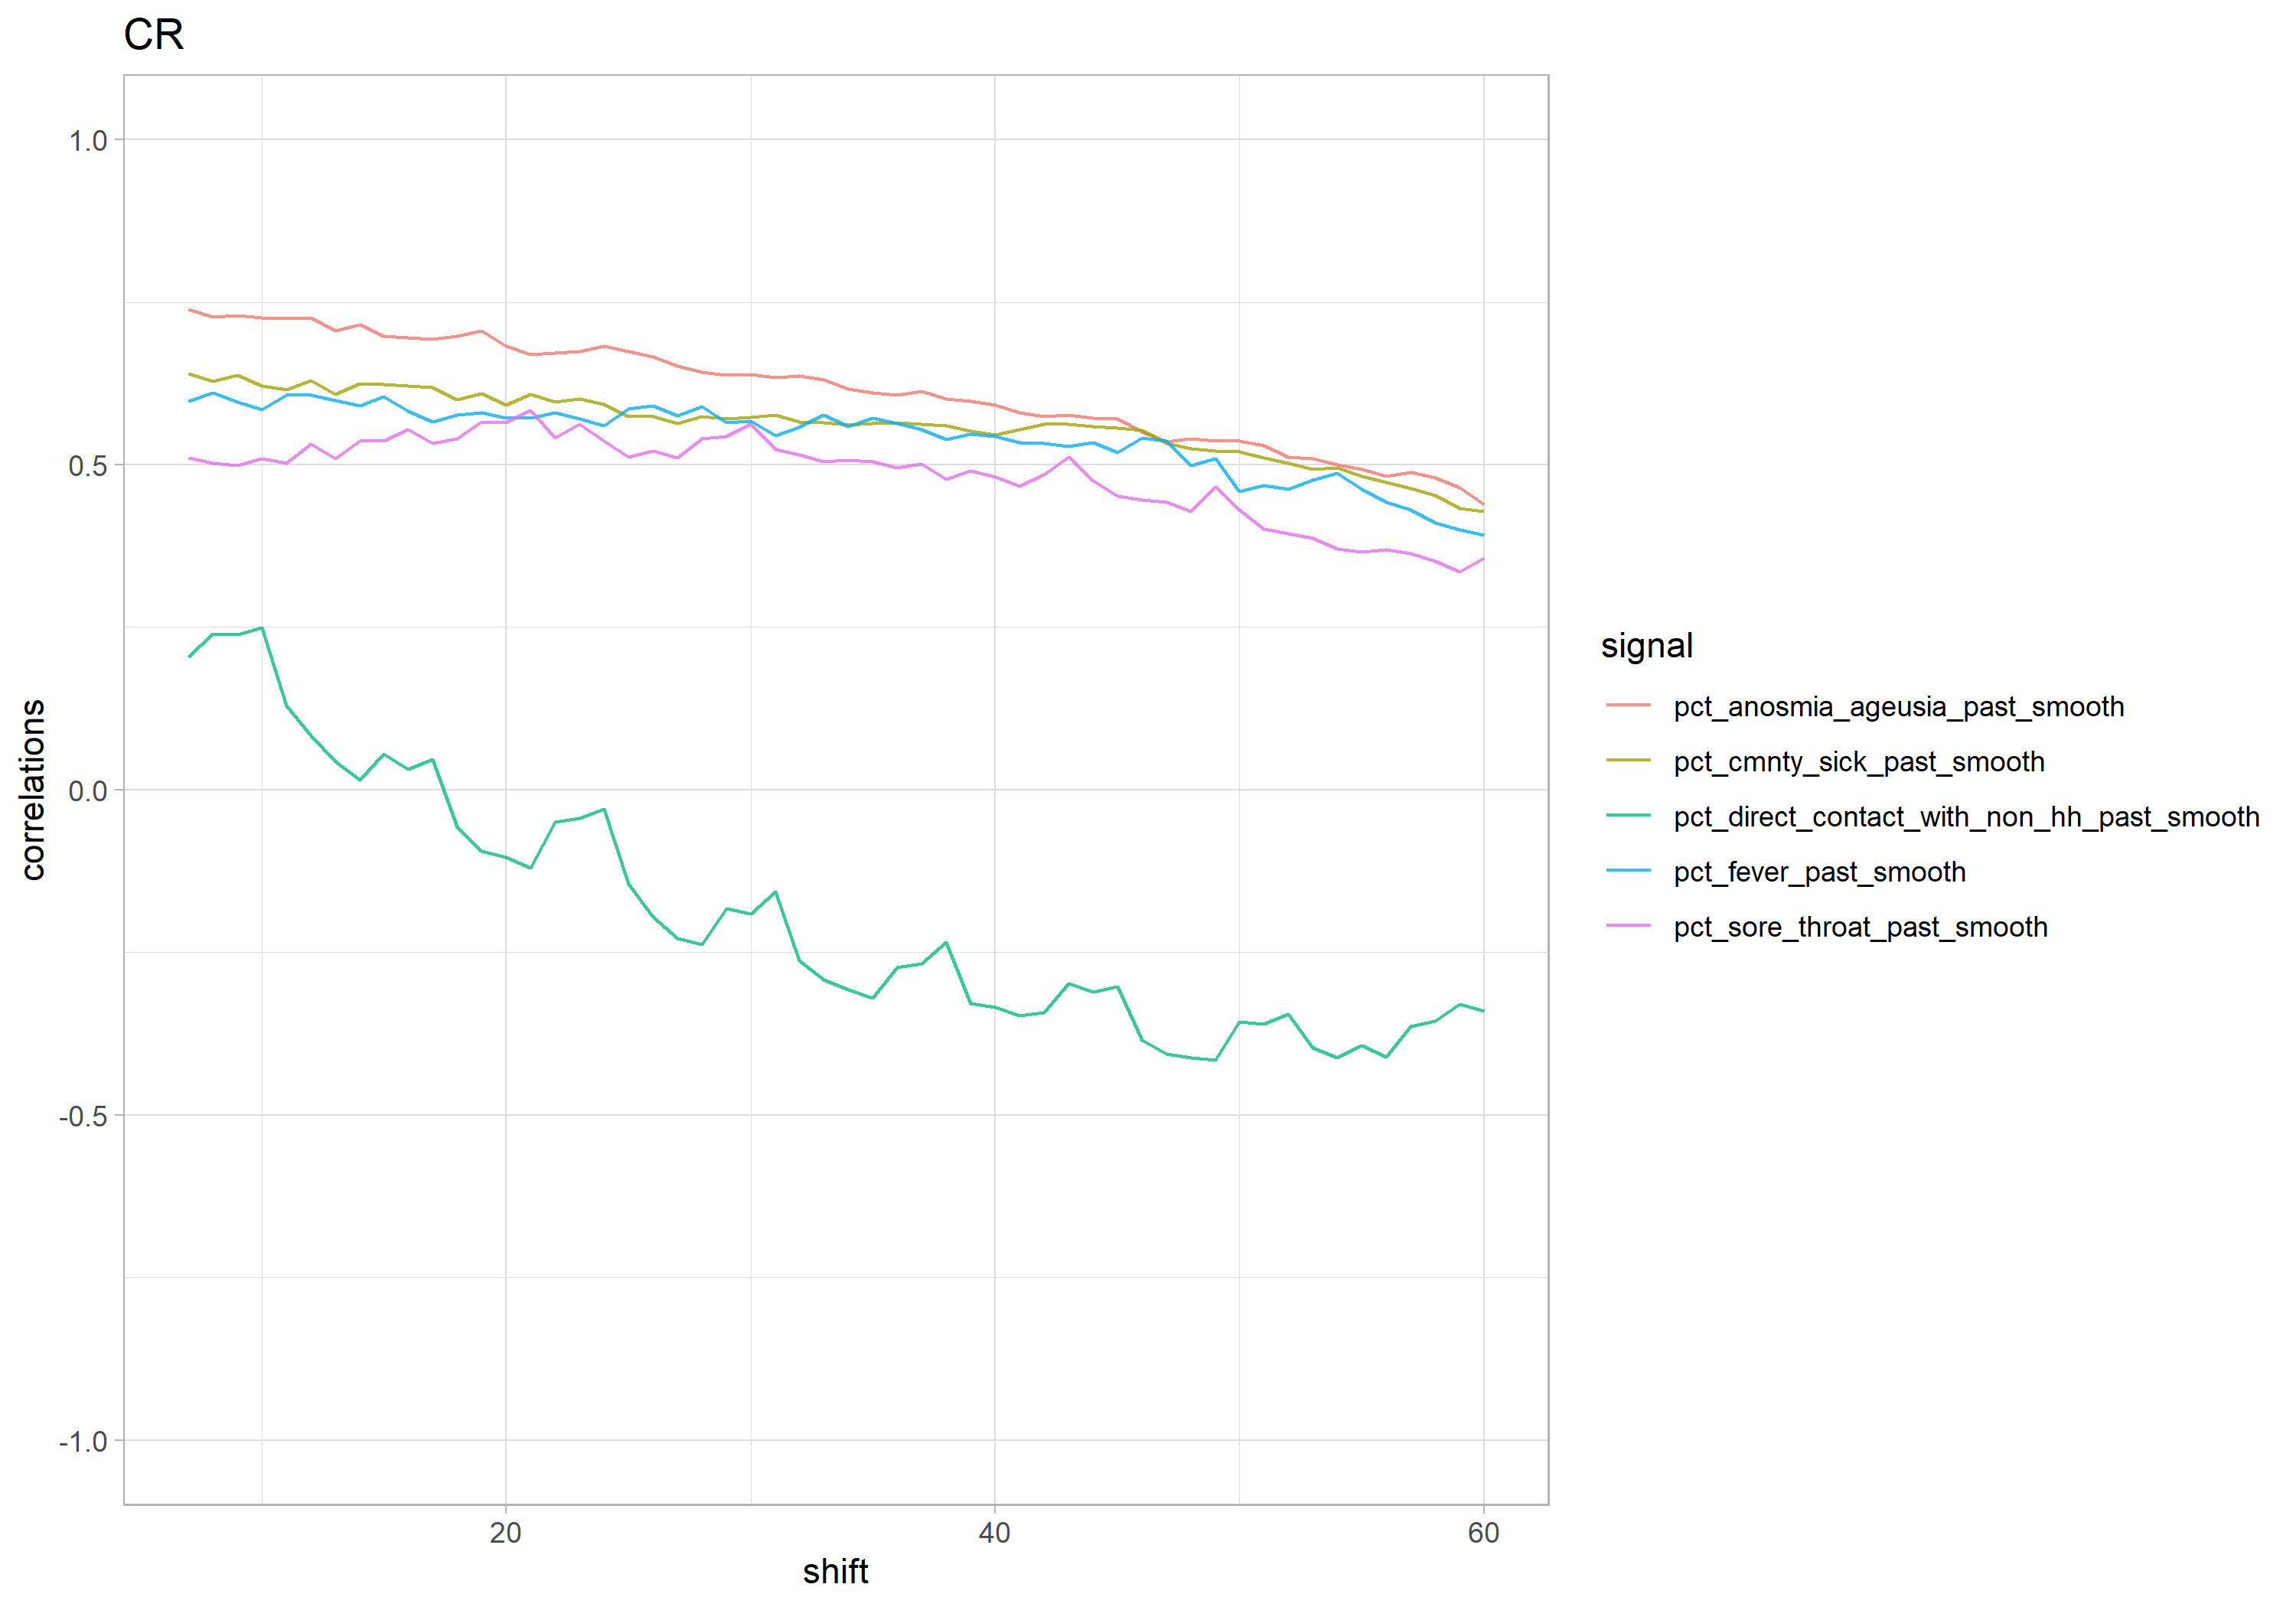 CR
1.0
0.5
0.0
-0.5
-1.0
correlations
20
40
60
shift
signal
pct_anosmia_ageusia_past_smooth
pct_cmnty_sick_past_smooth
pct_direct_contact_with_non_hh_past_smooth
pct_fever_past_smooth
pct_sore_throat_past_smooth